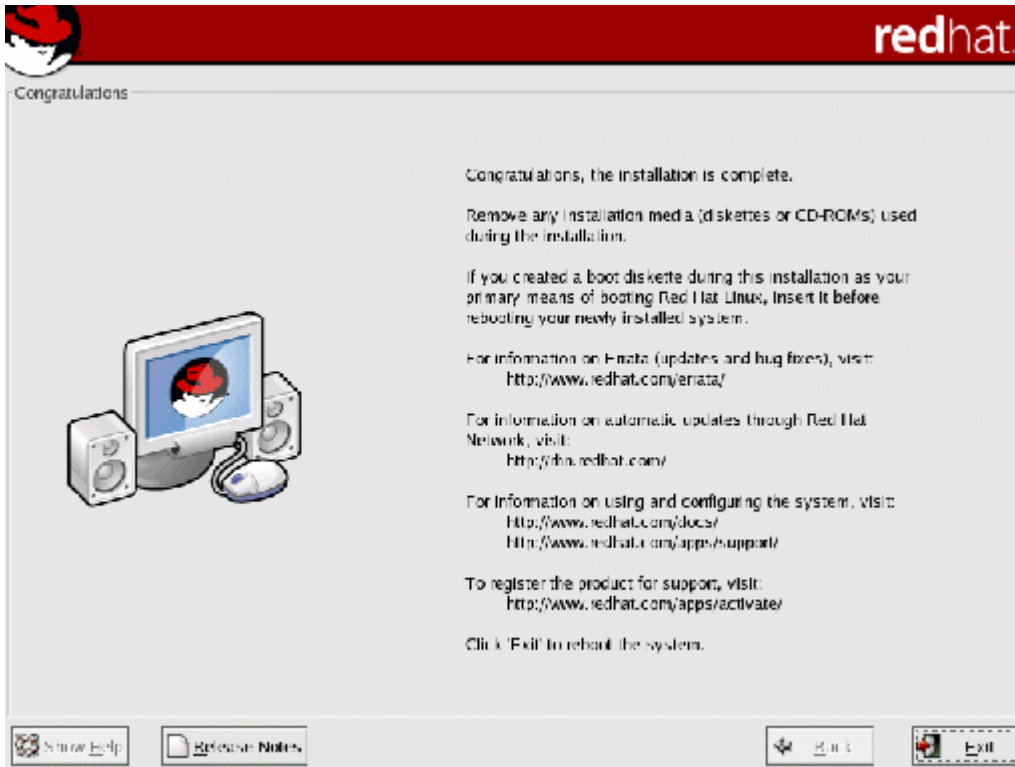 redhat.
Congratulations
Congratulations, the installation is complete.
Remove any installation media (diskettes or CD-ROMs) used
during the installation.
If you created a boot diskette during this installation as your
primary means of booting Red Hat Linux, insert it before
rebooting your newly installed system.
For information on Errata (updates and bug fixes), visit:
http://www.redhat.com/errata/
For information on automatic updates through Red Hat
Network, visit:
http://rhn.redhat.com/
For information on using and configuring the system, visit:
http://www.redhat.com/docs/
http://www.redhat.com/apps/support/
To register the product for support, visit:
http://www.redhat.com/apps/activate/
Click 'Exit' to reboot the system.
Show Help
Release Notes
Back
Exit